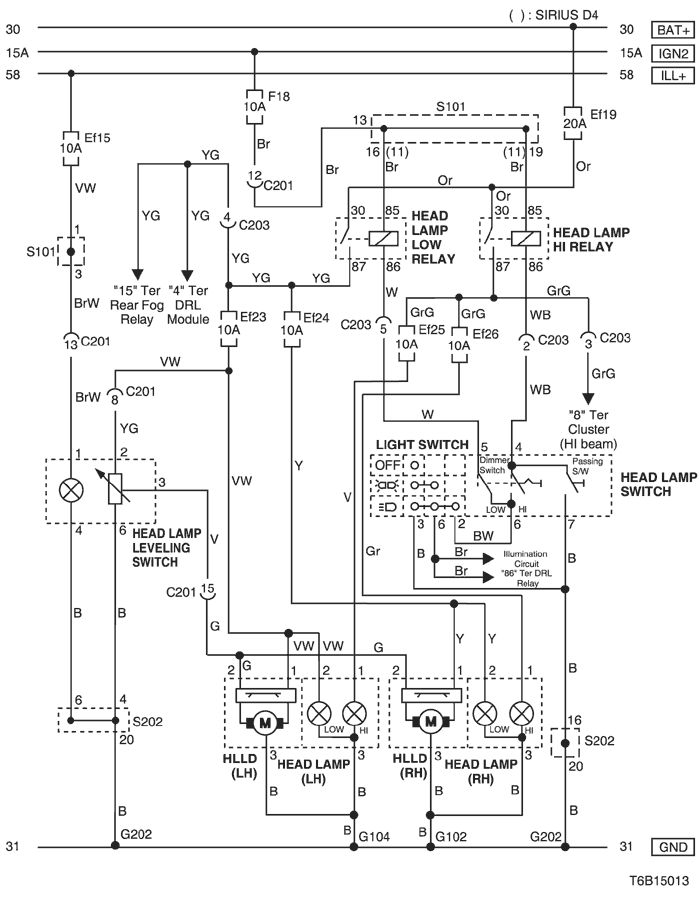 ( ) : SIRIUS D4
30 30 BAT+
15A 15A IGN2
58 58 ILL+
F18
10A
S101
Ef19
20A
Ef15
10A
Br
13
16 (11) (11) 19
YG
12 C201
Br Br Br
Or
VW
Or Or
YG YG 4 C203
30 85 HEAD LAMP LOW RELAY
30 85 HEAD LAMP HI RELAY
1
S101
3
YG
87 86 87 86
"15" Ter
Rear Fog
Relay
"4" Ter
DRL
Module
YG YG
W
GrG
BrW
Ef23
10A
Ef24
10A
C203 5
GrG
Ef25
10A
GrG
Ef26
10A
WB
2 C203
3 C203
13 C201
VW
GrG
BrW
8 C201
WB
"8" Ter
Cluster
(HI beam)
YG
W
LIGHT SWITCH
5 4
1 2
Y
OFF
Dimmer
Switch
Passing
S/W
HEAD LAMP
SWITCH
3
VW
V
LOW HI
4 6
HEAD LAMP
LEVELING
SWITCH
V
3 6 2 6 7
BW
Gr
B
Br
Illumination
Circuit
B
Br
"86" Ter DRL
Relay
C201 15
B B
G
Y Y
VW VW
G
B
2 G 1 2 1
2 1 2 1
6 4
S202
20
M
LOW HI
M
LOW HI
16
S202
20
3 3 3 3
HLLD
(LH)
HEAD LAMP
(LH)
HLLD
(RH)
HEAD LAMP
(RH)
B B B B
B B B B
G202 G104 G102 G202
31 31 GND
T6B15013